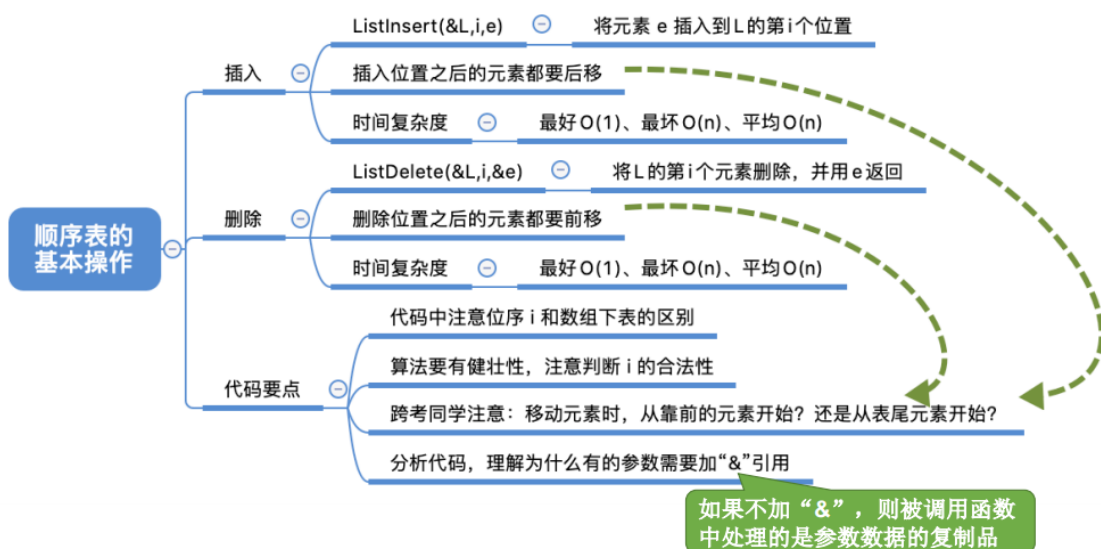 顺序表的
基本操作
插入
ListInsert(&L,i,e)
将元素 e 插入到L的第i个位置
插入位置之后的元素都要后移
时间复杂度
最好O(1)、最坏O(n)、平均O(n)
删除
ListDelete(&L,i,&e)
将L的第i个元素删除，并用e返回
删除位置之后的元素都要前移
时间复杂度
最好O(1)、最坏O(n)、平均O(n)
代码要点
代码中注意位序 i 和数组下表的区别
算法要有健壮性，注意判断 i 的合法性
跨考同学注意：移动元素时，从靠前的元素开始？还是从表尾元素开始？
分析代码，理解为什么有的参数需要加“&”引用
如果不加“&”，则被调用函数
中处理的是参数数据的复制品